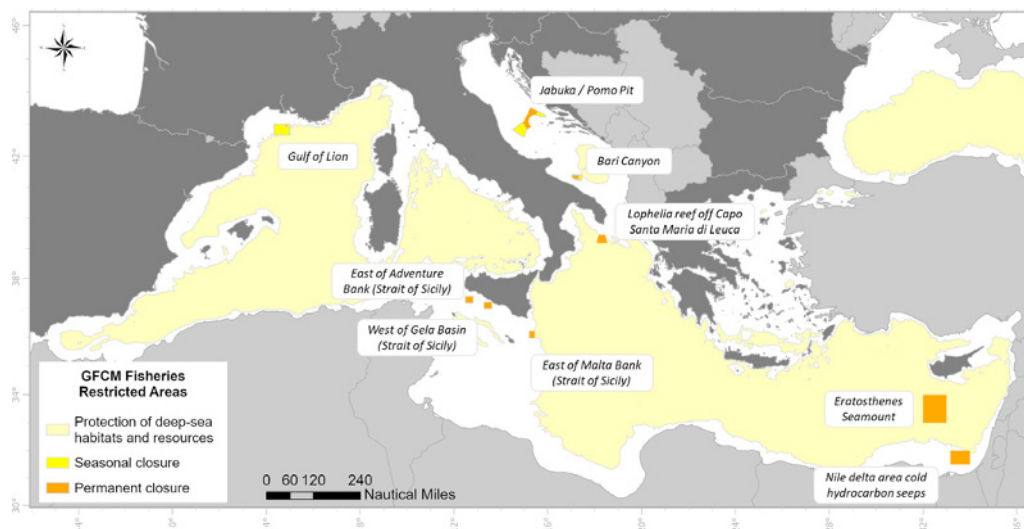 46°
42°
38°
34°
30°
Jabuka / Pomo Pit
Gulf of Lion
Bari Canyon
Lophelia reef off Capo
Santa Maria di Leuca
East of Adventure
Bank (Strait of Sicily)
West of Gela Basin
(Strait of Sicily)
East of Malta Bank
(Strait of Sicily)
Eratosthenes
Seamount
Nile delta area cold
hydrocarbon seeps
GFCM Fisheries
Restricted Areas
Protection of deep-sea
habitats and resources
Seasonal closure
Permanent closure
0 60 120 240
Nautical Miles